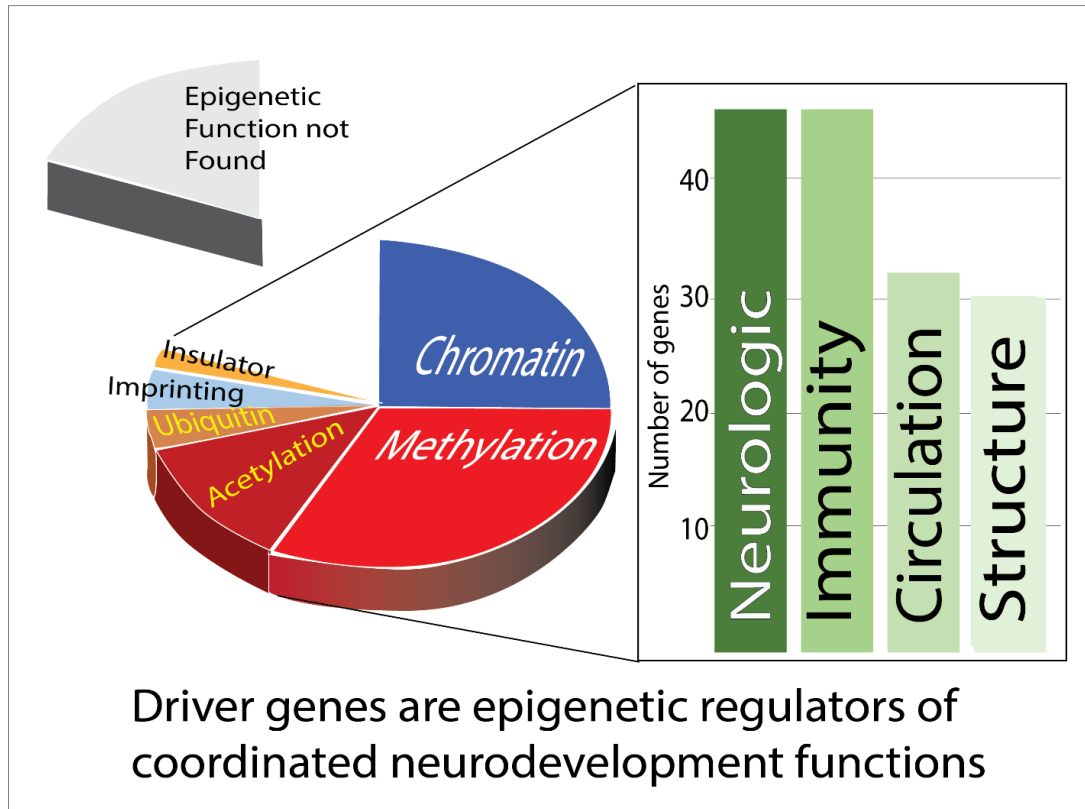 Epigenetic
Function not
Found
Chromatin
Methylation
Acetylation
Ubiquitin
Imprinting
Insulator
Number of genes
40
30
20
10
Neurologic
Immunity
Circulation
Structure
Driver genes are epigenetic regulators of
coordinated neurodevelopment functions